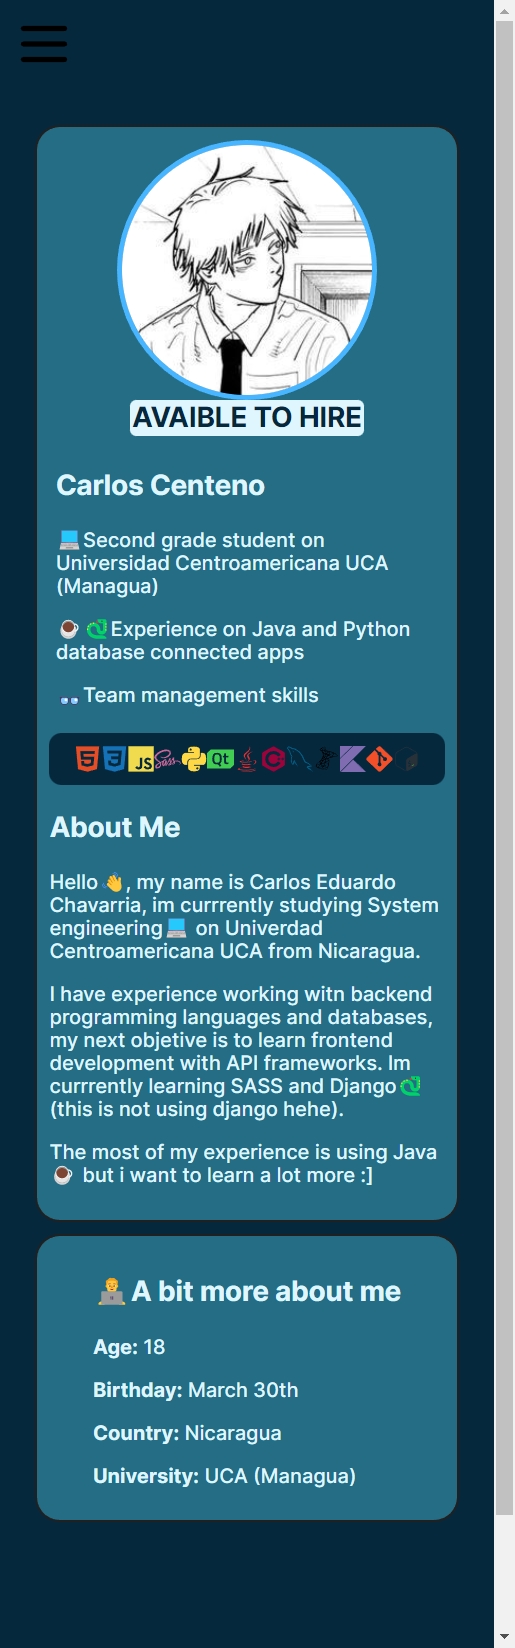 AVAIBLE TO HIRE
Carlos Centeno
💻Second grade student on
Universidad Centroamericana UCA
(Managua)
☕🐍Experience on Java and Python
database connected apps
👓Team management skills
5 3 JS Sass Qt C
About Me
Hello👋, my name is Carlos Eduardo
Chavarria, im currrently studying System
engineering💻 on Univerdad
Centroamericana UCA from Nicaragua.
I have experience working witn backend
programming languages and databases,
my next objetive is to learn frontend
development with API frameworks. Im
currrently learning SASS and Django🐍
(this is not using django hehe).
The most of my experience is using Java
☕ but i want to learn a lot more :]
👨‍💻A bit more about me
Age: 18
Birthday: March 30th
Country: Nicaragua
University: UCA (Managua)